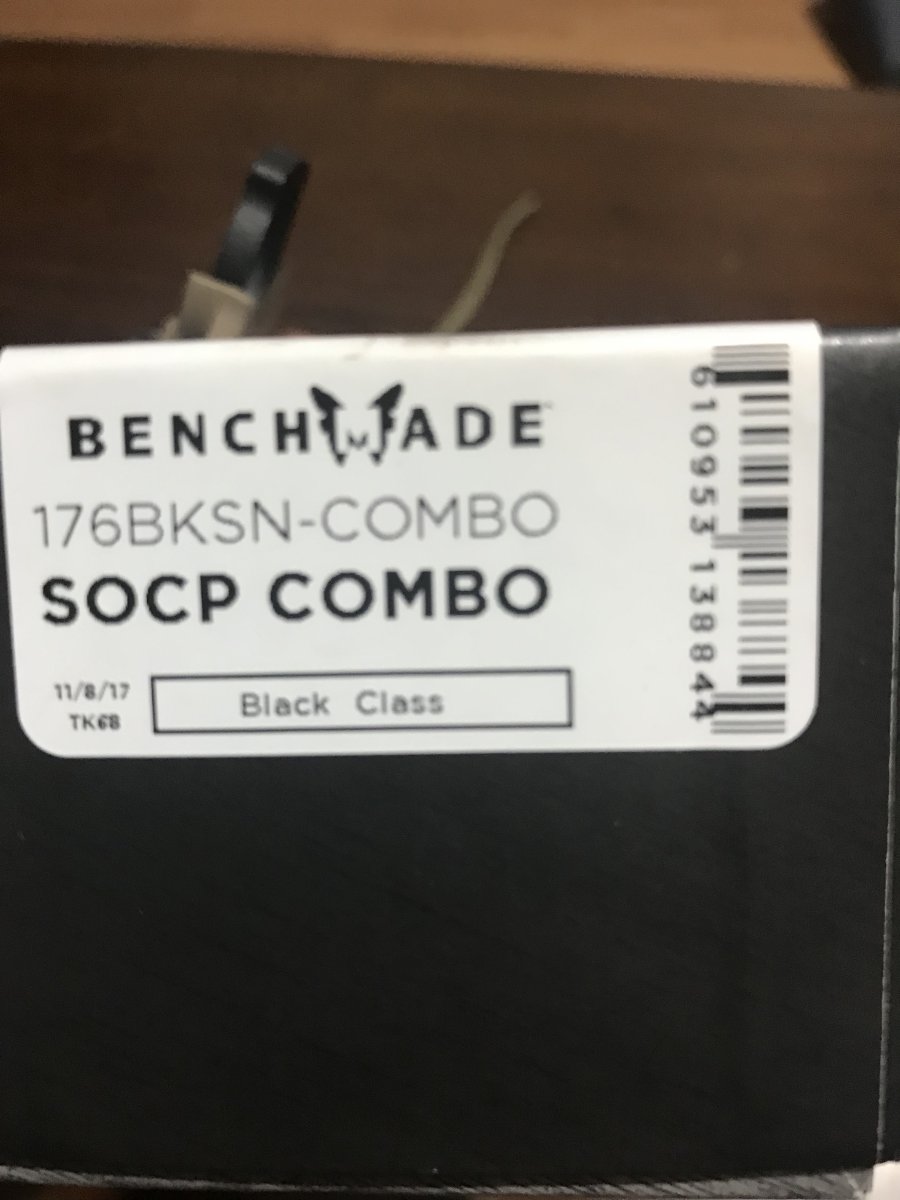 BENCHMADE
176BKSN-COMBO
SOCP COMBO
11/8/17
TK68
Black Class
610953138844